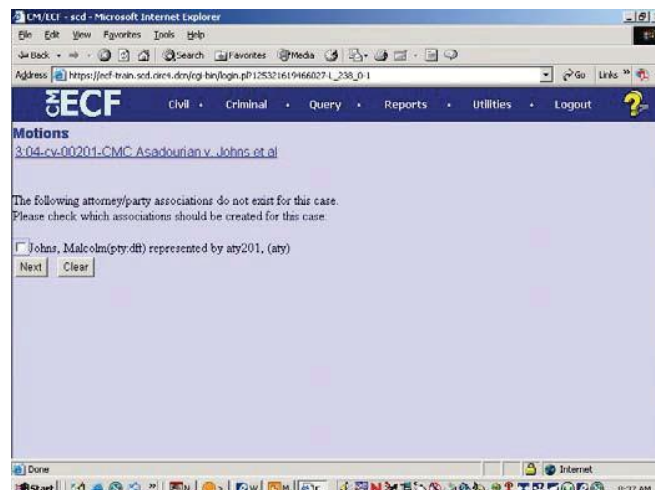 CM/ECF - scd - Microsoft Internet Explorer
File Edit View Favorites Tools Help
Back Search Favorites Media
Address https://ecf-train.scd.circ4.dcn/cgi-bin/login.pl?125321619466027-L_238_0-1 Go Links »
CM ECF Civil Criminal Query Reports Utilities Logout ?
Motions
3:04-cv-00201-CMC Asadourian v. Johns et al
The following attorney/party associations do not exist for this case.
Please check which associations should be created for this case:
Johns, Malcolm(pty:dft) represented by aty201, (aty)
Next Clear
Done Internet
Start 9:37 AM